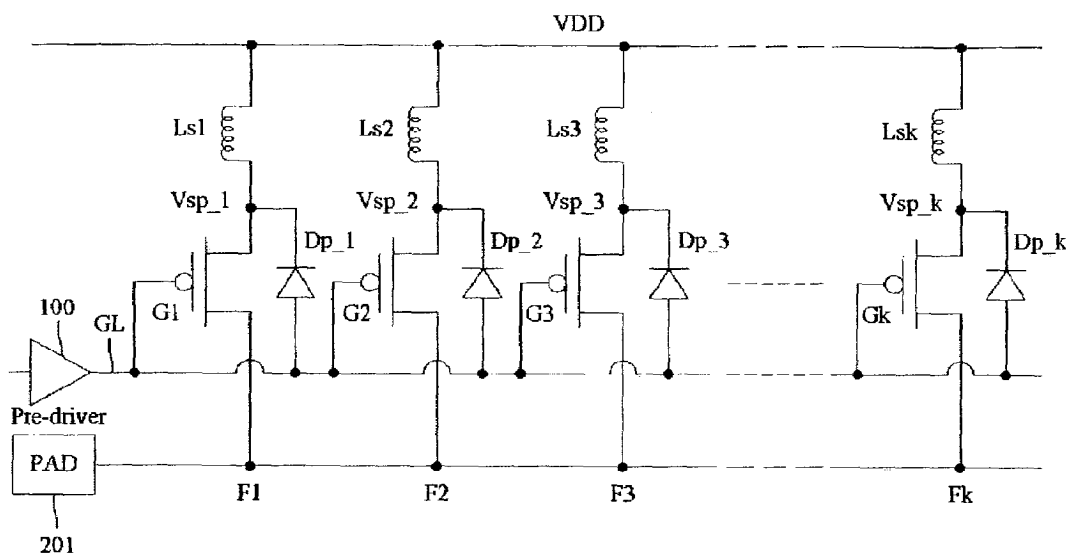 VDD
Ls1 Ls2 Ls3 Lsk
Vsp_1 Vsp_2 Vsp_3 Vsp_k
Dp_1 Dp_2 Dp_3 Dp_k
100 GL G1 G2 G3 Gk
Pre-driver
PAD
F1 F2 F3 Fk
201